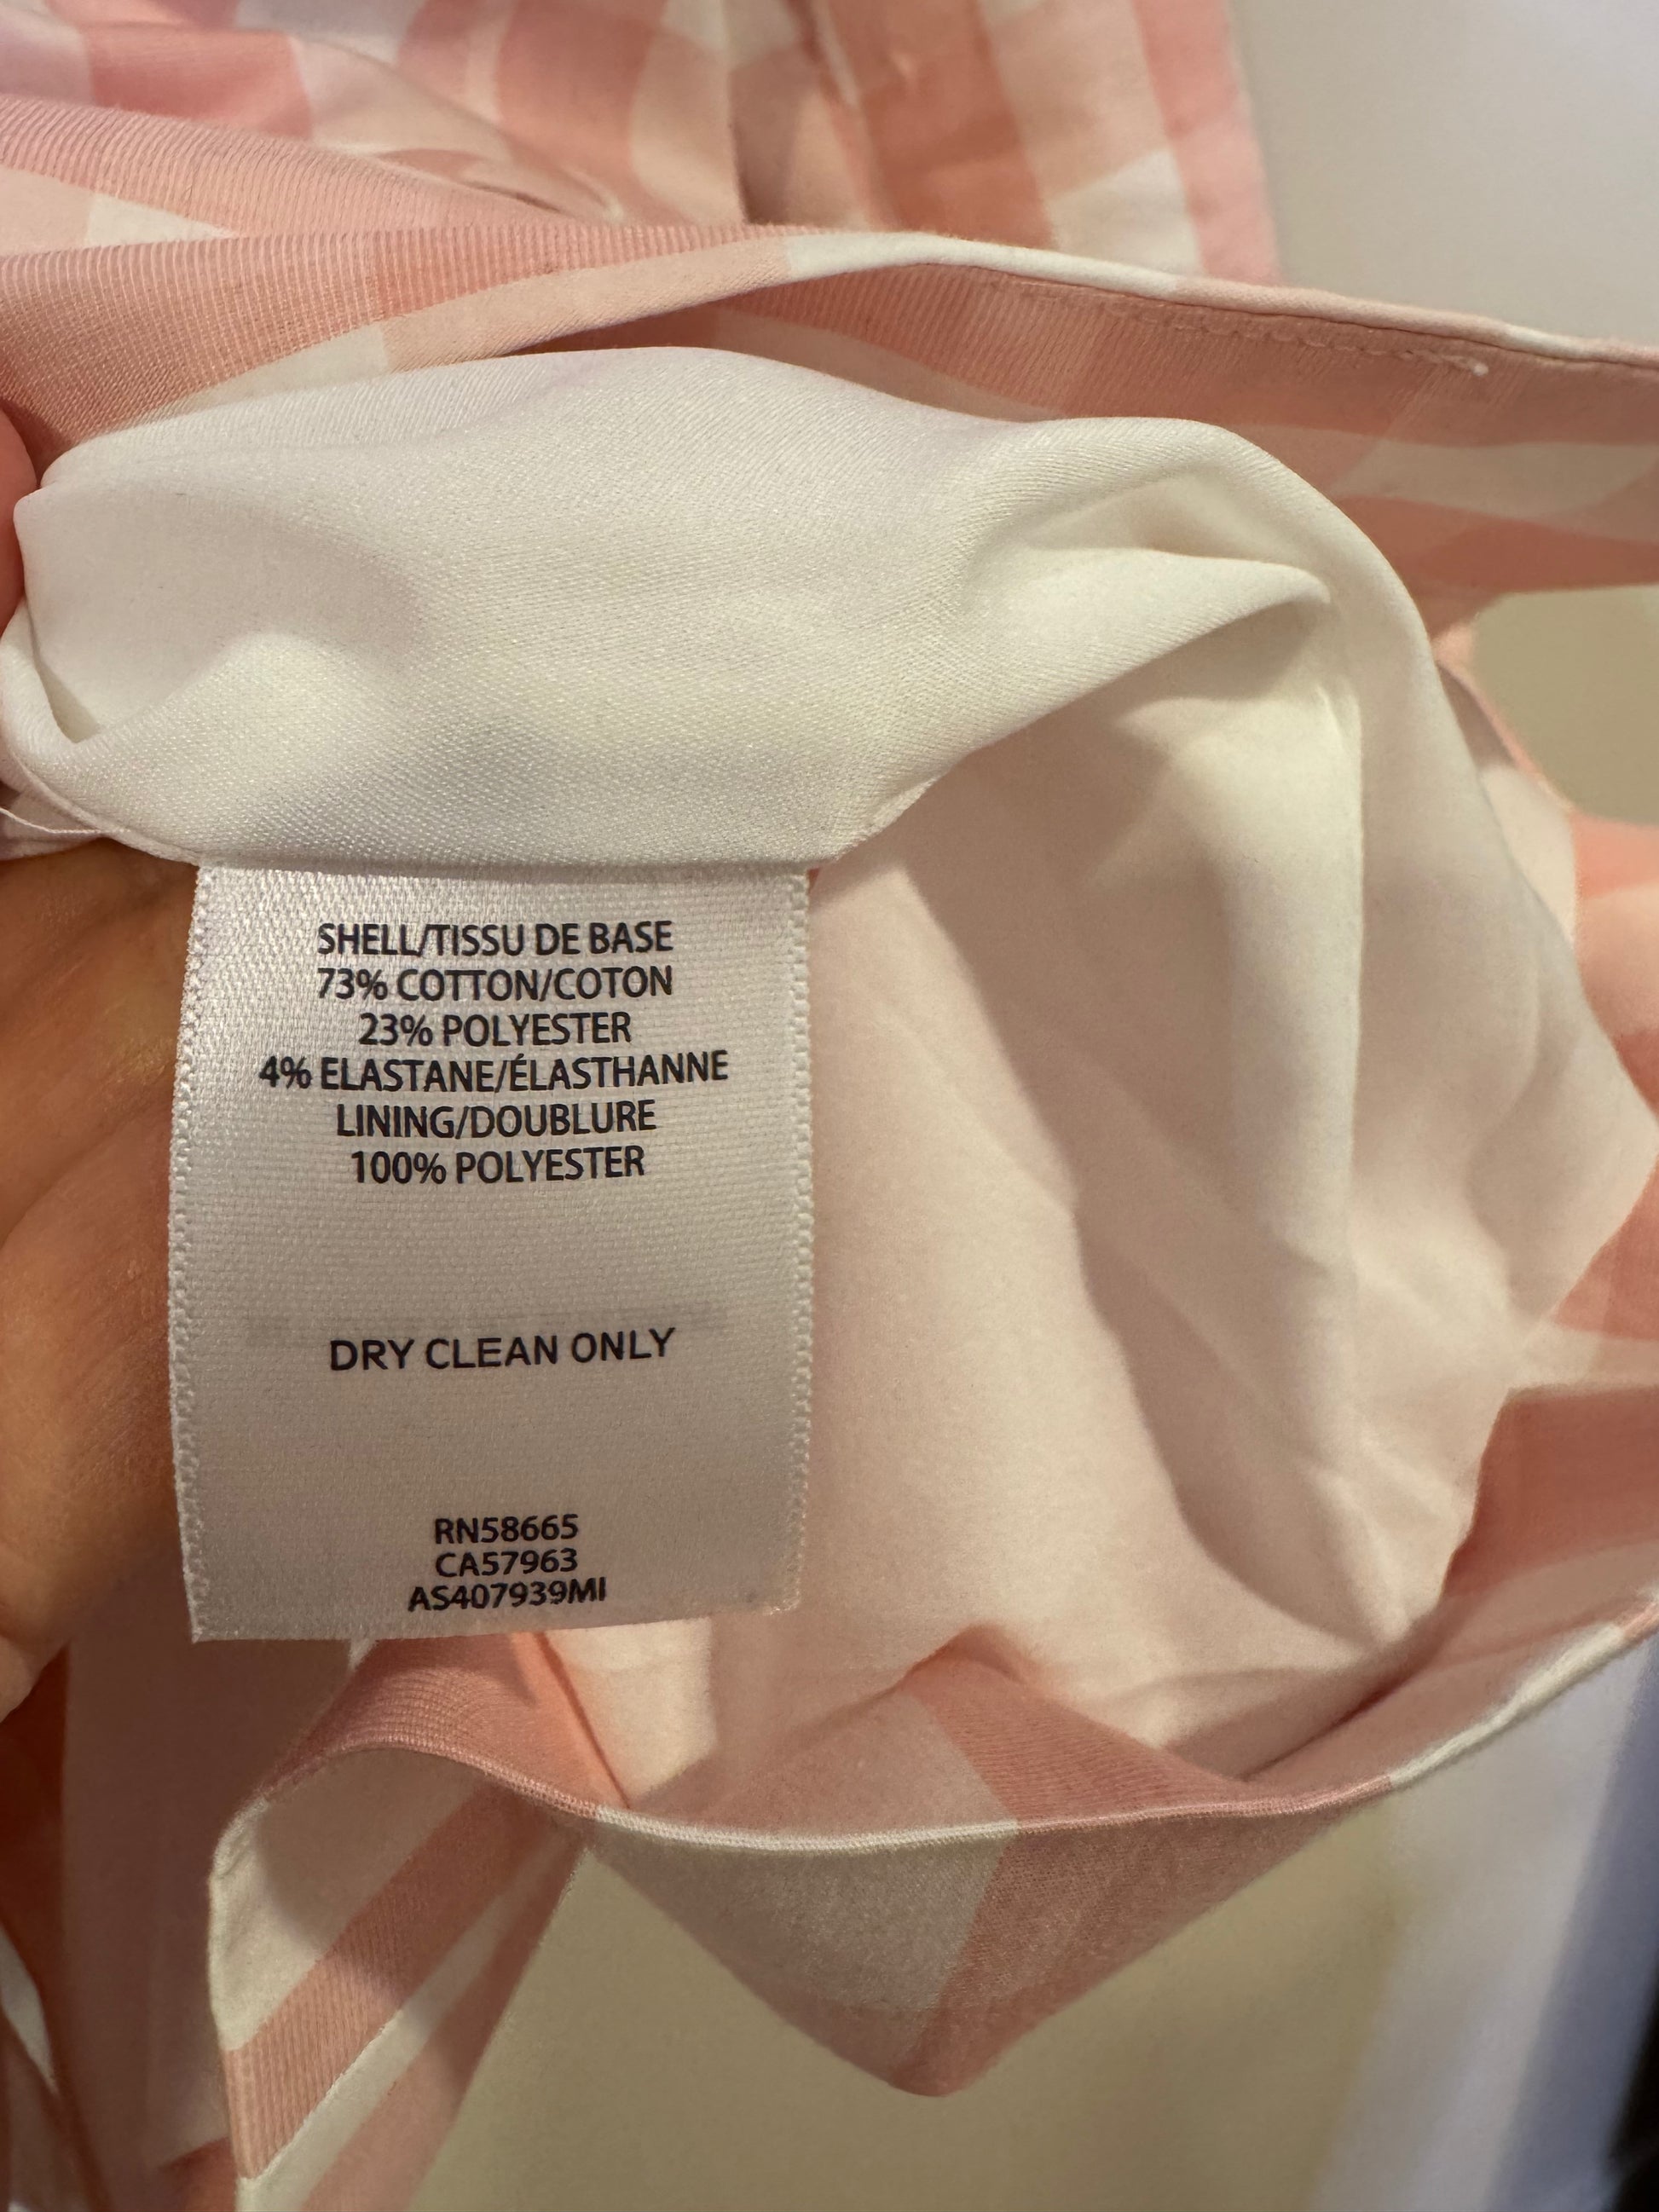 SHELL/TISSU DE BASE
73% COTTON/COTON
23% POLYESTER
4% ELASTANE/ÉLASTHANNE
LINING/DOUBLURE
100% POLYESTER
DRY CLEAN ONLY
RN58665
CA57963
AS407939MI